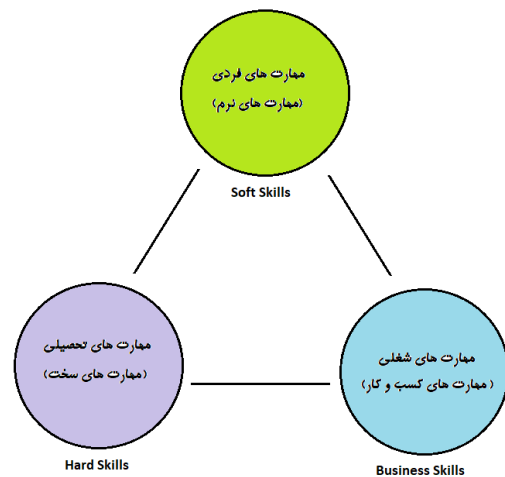 مهارت های فردی
(مهارت های نرم)
Soft Skills
مهارت های تحصیلی
(مهارت های سخت)
Hard Skills
مهارت های شغلی
(مهارت های کسب و کار)
Business Skills